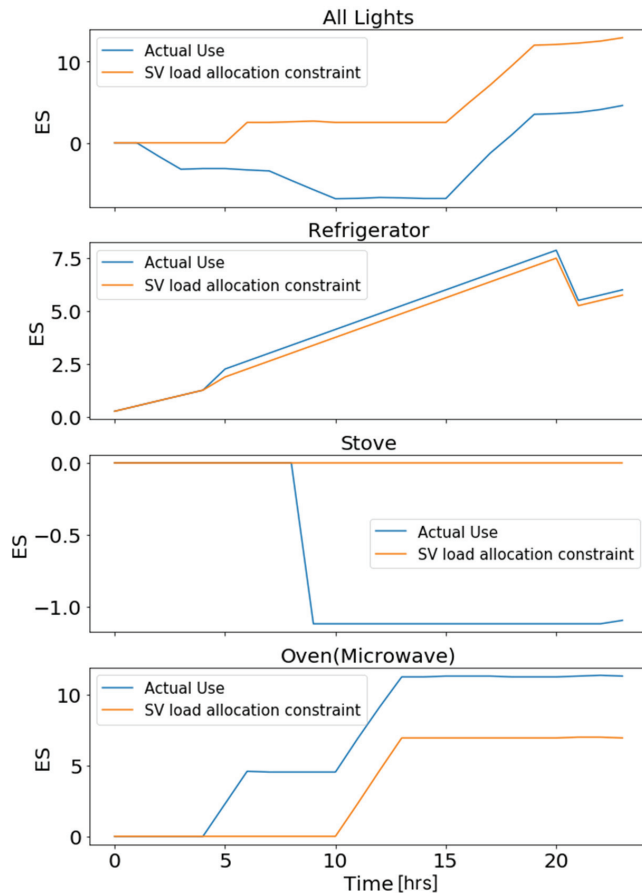 All Lights
Actual Use
SV load allocation constraint
10
0
ES
Refrigerator
Actual Use
SV load allocation constraint
7.5
5.0
2.5
0.0
ES
Stove
0.0
−0.5
−1.0
ES
Actual Use
SV load allocation constraint
Oven(Microwave)
Actual Use
SV load allocation constraint
10
5
0
ES
0 5 10 15 20
Time [hrs]